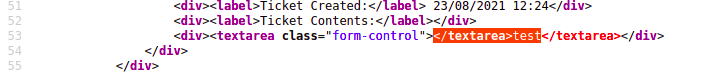 51 <div><label>Ticket Created:</label> 23/08/2021 12:24</div>
52 <div><label>Ticket Contents:</label></div>
53 <div><textarea class="form-control"></textarea>test</textarea></div>
54 </div>
55 </div>